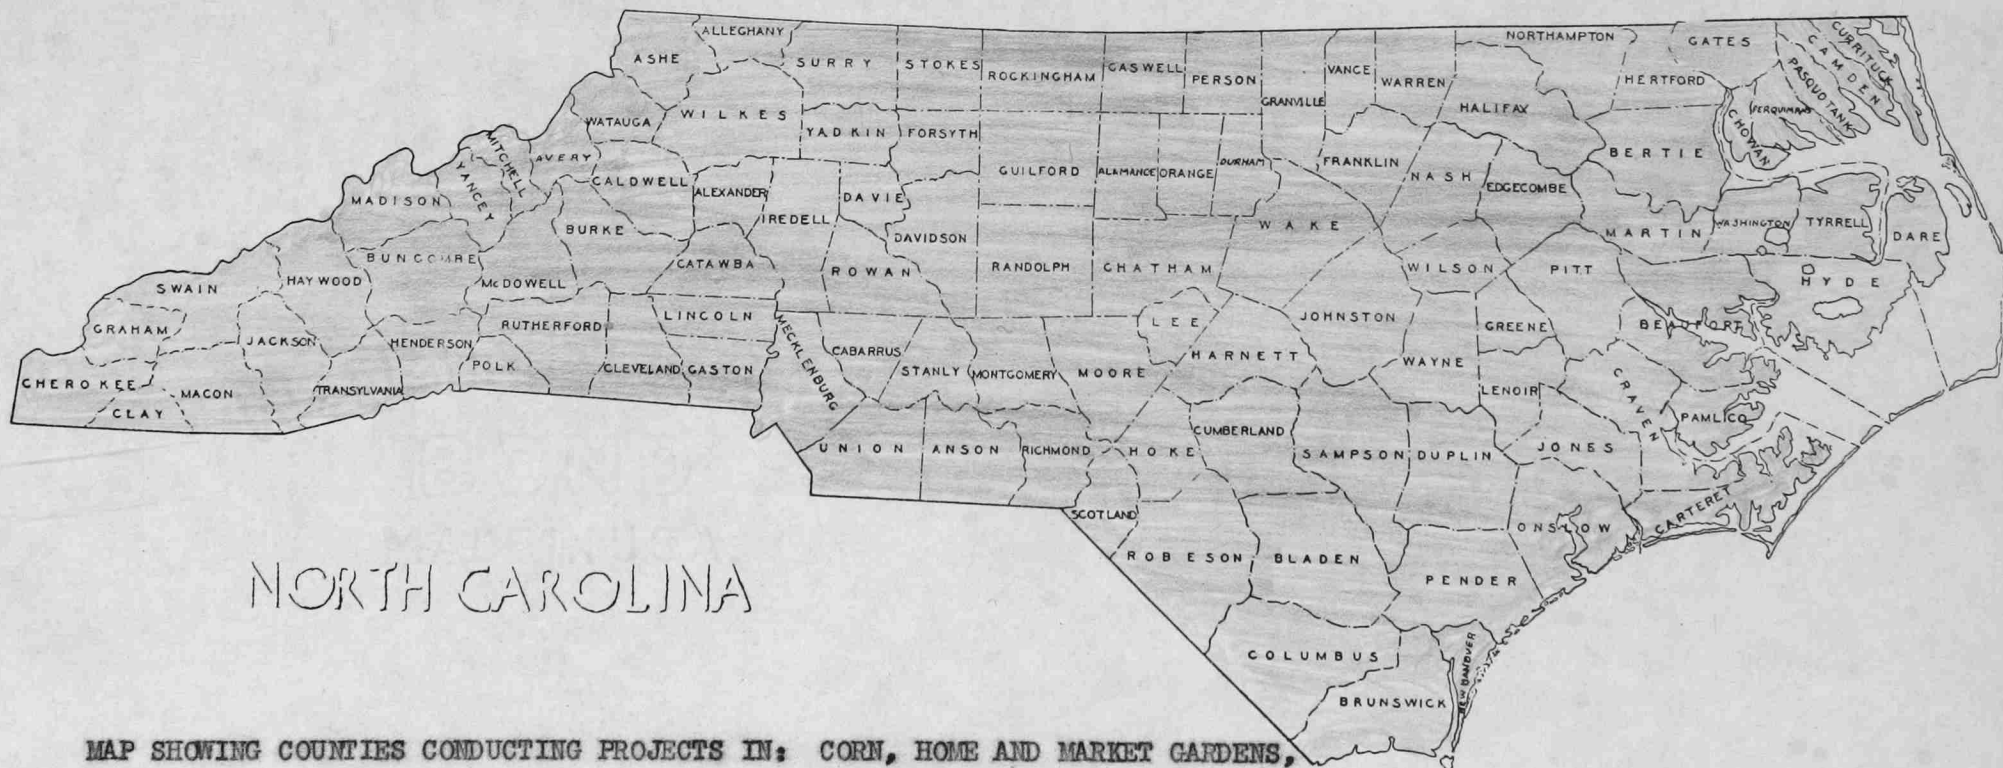 ALLEGHANY
NORTHAMPTON
ASHE
SURRY
STOKES
ROCKINGHAM
CASWELL
PERSON
VANCE
WARREN
GATES
CURRITUCK
CAMDEN
PASQUOTANK
HERTFORD
GRANVILLE
HALIFAX
PERQUIMANS
CHOWAN
WATAUGA
WILKES
YADKIN
FORSYTH
MITCHELL
AVERY
YANCEY
CALDWELL
ALEXANDER
GUILFORD
ALAMANCE
ORANGE
DURHAM
FRANKLIN
NASH
EDGECOMBE
BERTIE
MADISON
BURKE
IREDELL
DAVIE
DAVIDSON
WAKE
MARTIN
WASHINGTON
TYRRELL
DARE
BUNCOMBE
CATAWBA
ROWAN
RANDOLPH
CHATHAM
WILSON
PITT
HYDE
SWAIN
HAYWOOD
McDOWELL
GRAHAM
JACKSON
HENDERSON
RUTHERFORD
LINCOLN
MECKLENBURG
LEE
JOHNSTON
GREENE
BEAUFORT
CABARRUS
HARNETT
WAYNE
CHEROKEE
MACON
TRANSYLVANIA
POLK
CLEVELAND
GASTON
STANLY
MONTGOMERY
MOORE
LENOIR
CRAVEN
CLAY
PAMLICO
UNION
ANSON
RICHMOND
HOKE
CUMBERLAND
SAMPSON
DUPLIN
JONES
SCOTLAND
ONSLOW
CARTERET
ROBESON
BLADEN
PENDER
NORTH CAROLINA
COLUMBUS
NEW HANOVER
BRUNSWICK
MAP SHOWING COUNTIES CONDUCTING PROJECTS IN: CORN, HOME AND MARKET GARDENS,